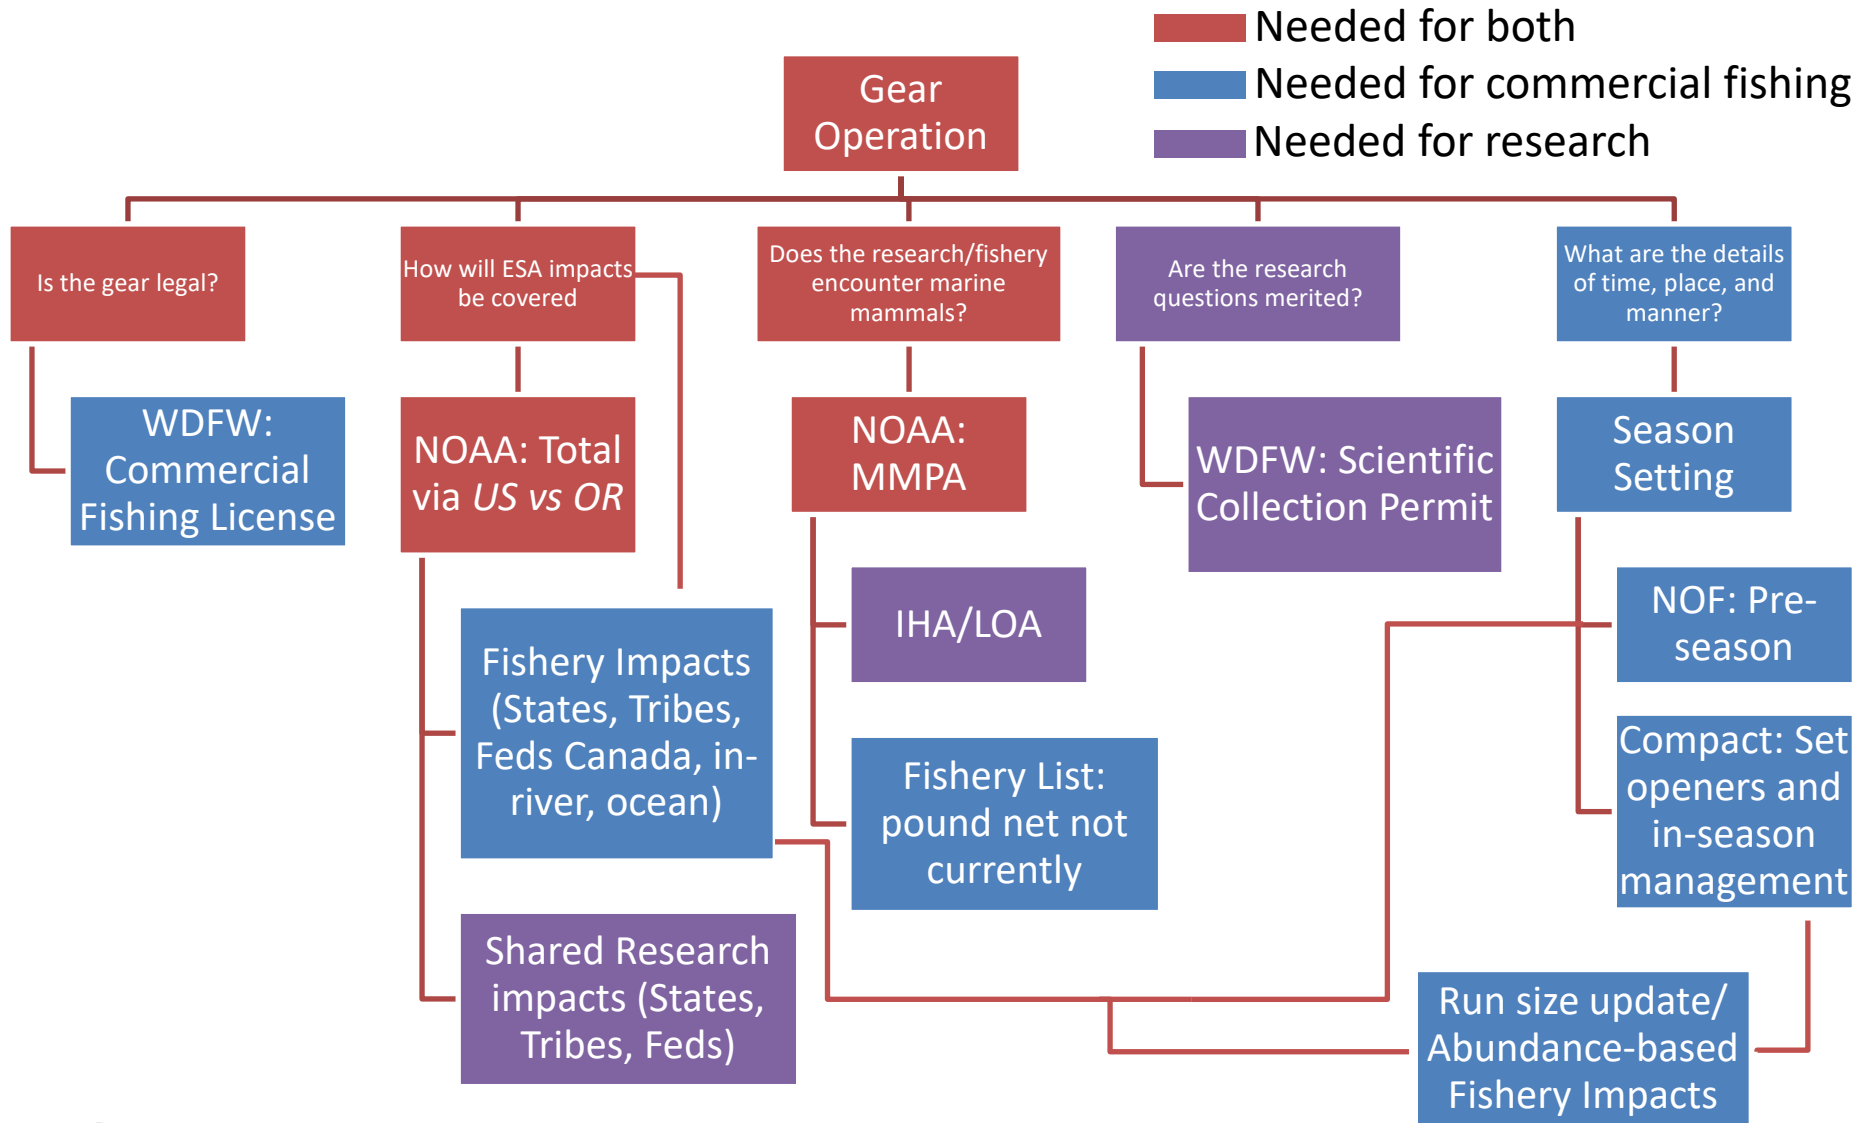 Needed for both
Needed for commercial fishing
Needed for research
Gear
Operation
Is the gear legal?
How will ESA impacts
be covered
Does the research/fishery
encounter marine
mammals?
Are the research
questions merited?
What are the details
of time, place, and
manner?
WDFW:
Commercial
Fishing License
NOAA: Total
via US vs OR
NOAA:
MMPA
WDFW: Scientific
Collection Permit
Season
Setting
Fishery Impacts
(States, Tribes,
Feds Canada, in-
river, ocean)
IHA/LOA
NOF: Pre-
season
Fishery List:
pound net not
currently
Compact: Set
openers and
in-season
management
Shared Research
impacts (States,
Tribes, Feds)
Run size update/
Abundance-based
Fishery Impacts